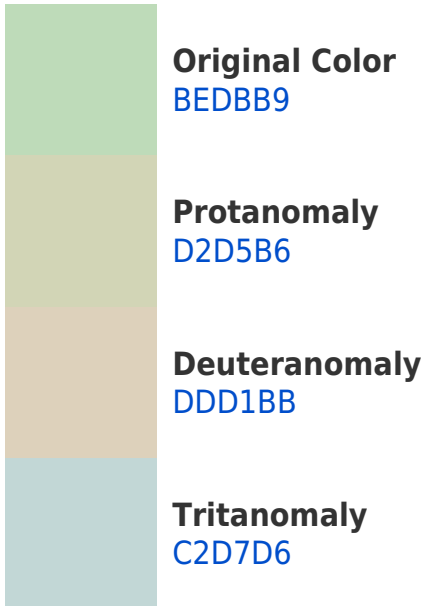 Original Color
BEDBB9
Protanomaly
D2D5B6
Deuteranomaly
DDD1BB
Tritanomaly
C2D7D6